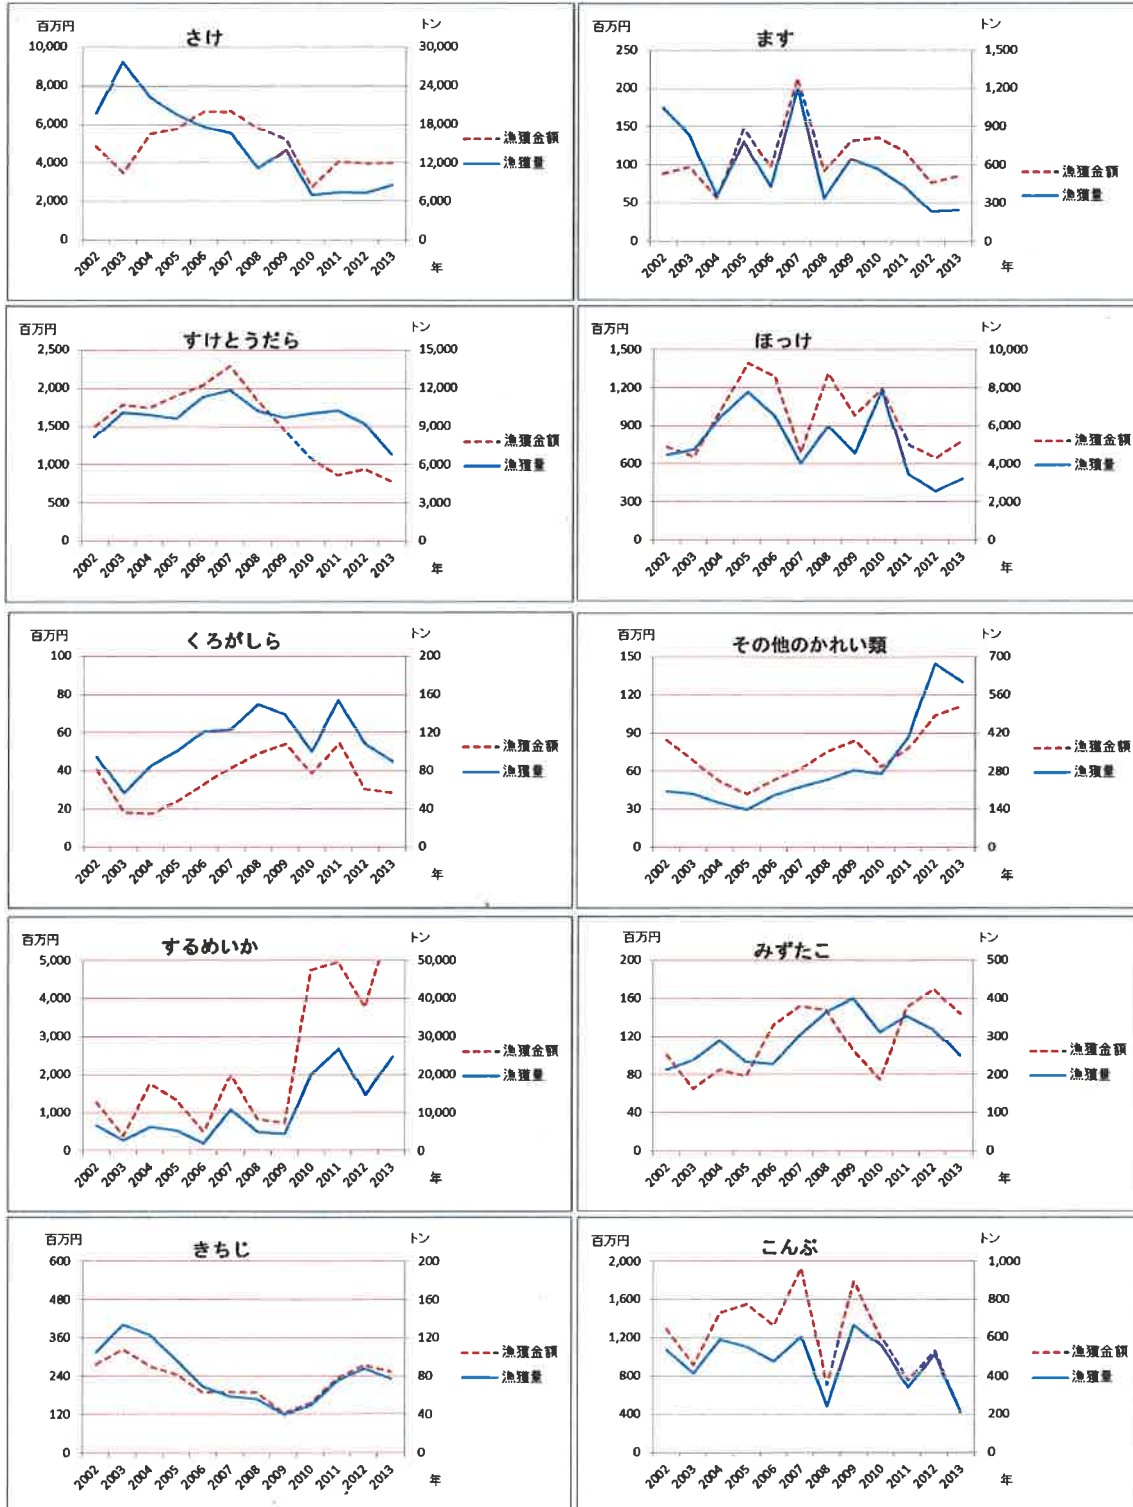 百万円 さけ トン
10,000 30,000
8,000 24,000
6,000 18,000
4,000 12,000
2,000 6,000
0 0
漁獲金額
漁獲量
2002 2003 2004 2005 2006 2007 2008 2009 2010 2011 2012 2013
年
百万円 ます トン
250 1,500
200 1,200
150 900
100 600
50 300
0 0
漁獲金額
漁獲量
2002 2003 2004 2005 2006 2007 2008 2009 2010 2011 2012 2013
年
百万円 すけとうだら トン
2,500 15,000
2,000 12,000
1,500 9,000
1,000 6,000
500 3,000
0 0
漁獲金額
漁獲量
2002 2003 2004 2005 2006 2007 2008 2009 2010 2011 2012 2013
年
百万円 ほっけ トン
1,500 10,000
1,200 8,000
900 6,000
600 4,000
300 2,000
0 0
漁獲金額
漁獲量
2002 2003 2004 2005 2006 2007 2008 2009 2010 2011 2012 2013
年
百万円 くろがしら トン
100 200
80 160
60 120
40 80
20 40
0 0
漁獲金額
漁獲量
2002 2003 2004 2005 2006 2007 2008 2009 2010 2011 2012 2013
年
百万円 その他のかれい類 トン
150 700
120 560
90 420
60 280
30 140
0 0
漁獲金額
漁獲量
2002 2003 2004 2005 2006 2007 2008 2009 2010 2011 2012 2013
年
百万円 するめいか トン
5,000 50,000
4,000 40,000
3,000 30,000
2,000 20,000
1,000 10,000
0 0
漁獲金額
漁獲量
2002 2003 2004 2005 2006 2007 2008 2009 2010 2011 2012 2013
年
百万円 みずたこ トン
200 500
160 400
120 300
80 200
40 100
0 0
漁獲金額
漁獲量
2002 2003 2004 2005 2006 2007 2008 2009 2010 2011 2012 2013
年
百万円 きちじ トン
600 200
480 160
360 120
240 80
120 40
0 0
漁獲金額
漁獲量
2002 2003 2004 2005 2006 2007 2008 2009 2010 2011 2012 2013
年
百万円 こんぶ トン
2,000 1,000
1,600 800
1,200 600
800 400
400 200
0 0
漁獲金額
漁獲量
2002 2003 2004 2005 2006 2007 2008 2009 2010 2011 2012 2013
年